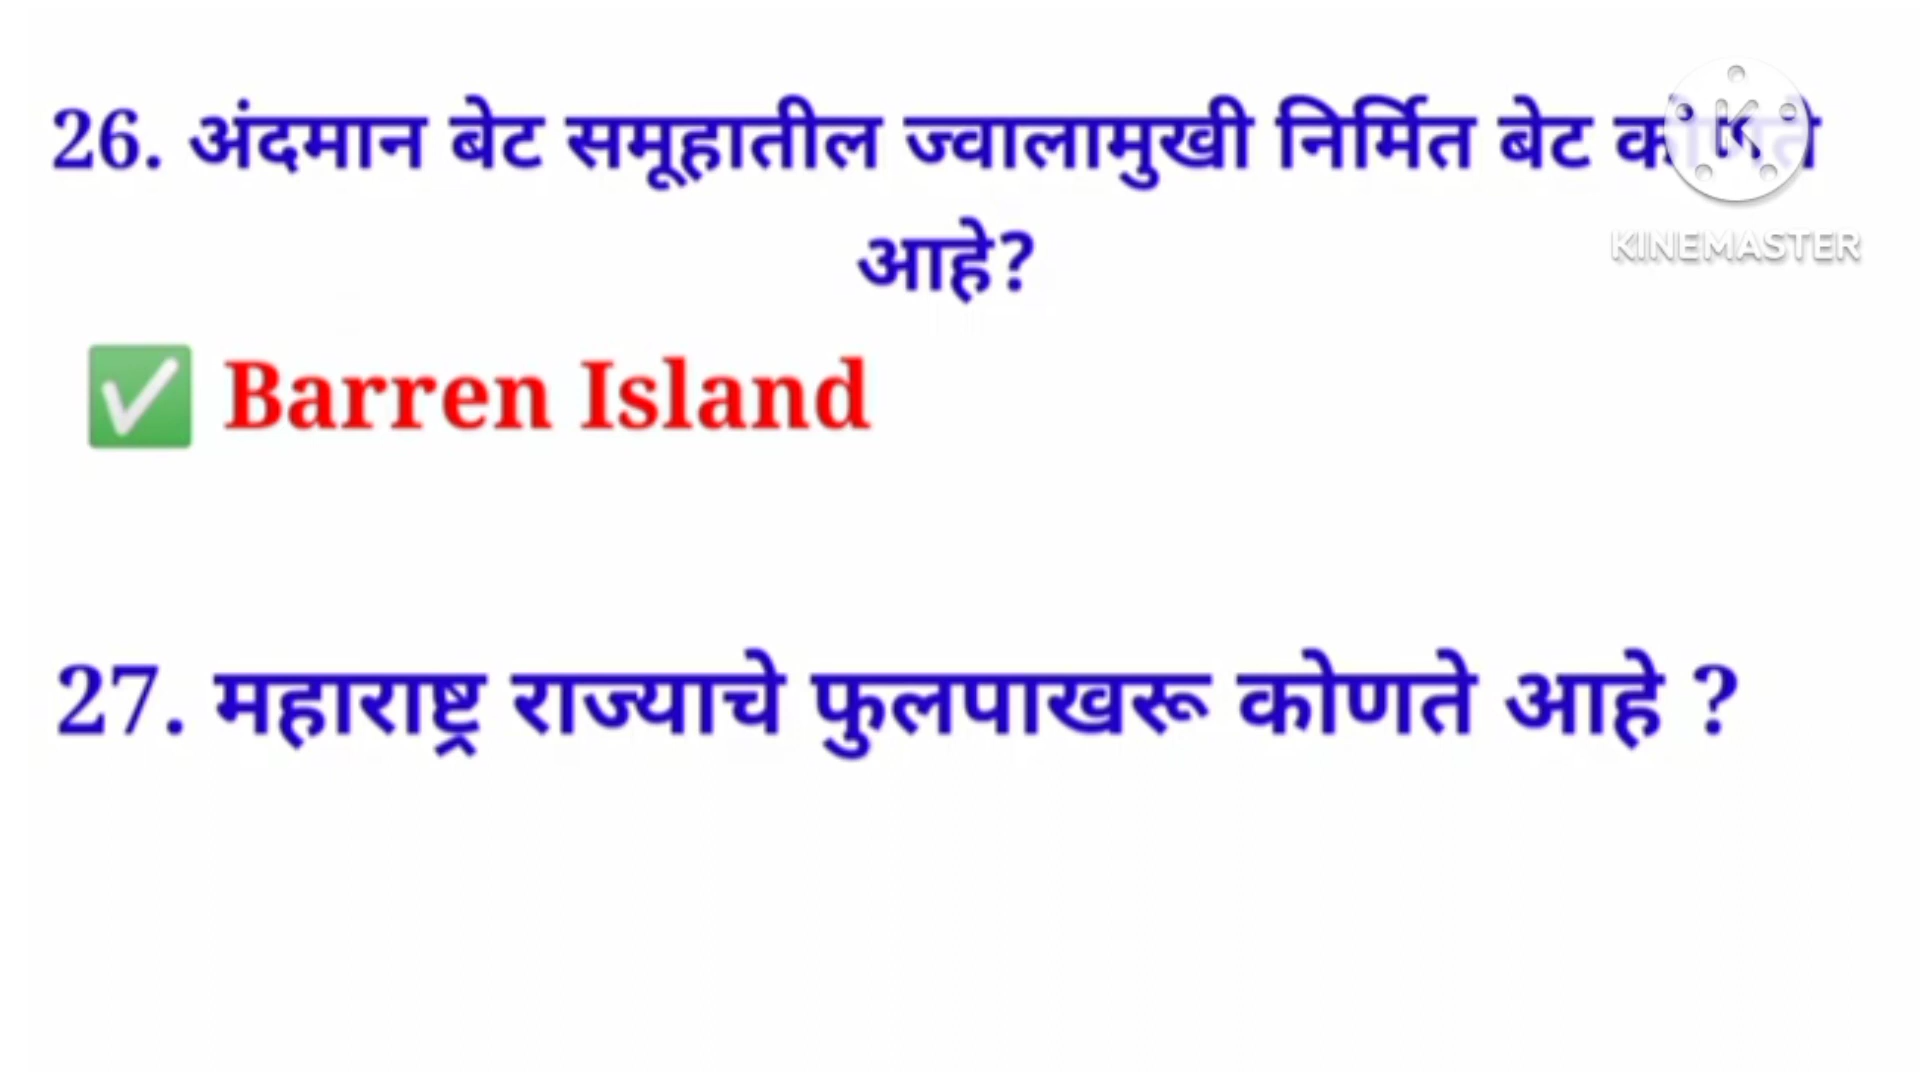 26. अंदमान बेट समूहातील ज्वालामुखी निर्मित बेट
आहे?
✅ Barren Island
27. महाराष्ट्र राज्याचे फुलपाखरू कोणते आहे ?
K
KINEMASTER